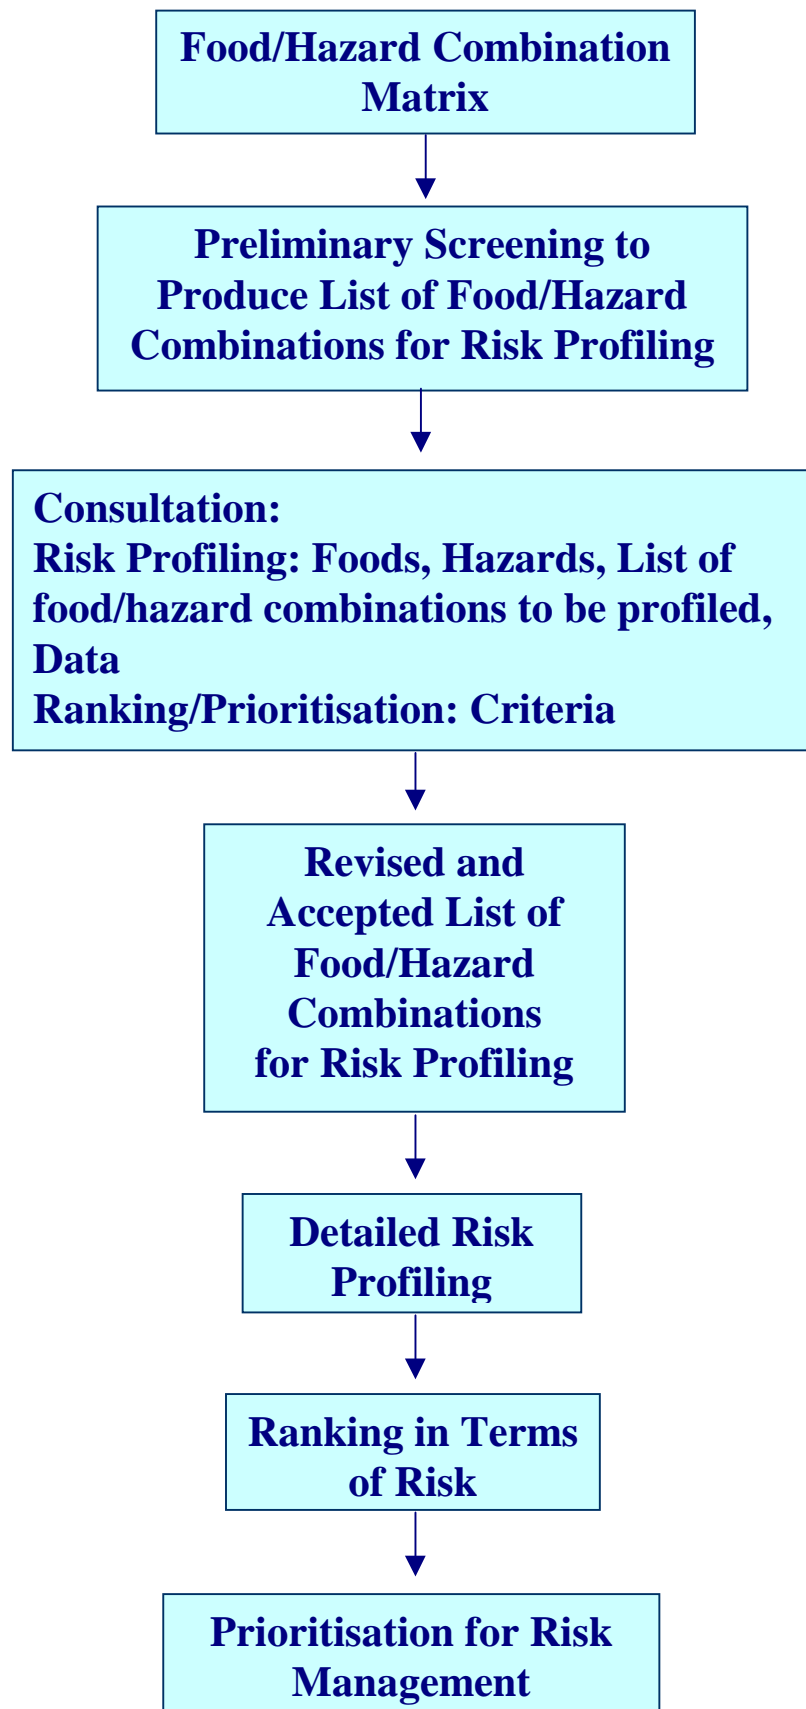 Food/Hazard Combination
Matrix
Preliminary Screening to
Produce List of Food/Hazard
Combinations for Risk Profiling
Consultation:
Risk Profiling: Foods, Hazards, List of
food/hazard combinations to be profiled,
Data
Ranking/Prioritisation: Criteria
Revised and
Accepted List of
Food/Hazard
Combinations
for Risk Profiling
Detailed Risk
Profiling
Ranking in Terms
of Risk
Prioritisation for Risk
Management